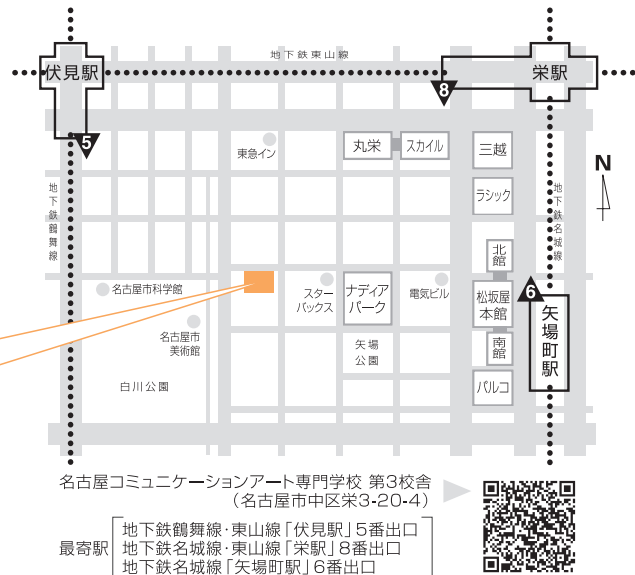 地下鉄東山線
伏見駅
栄駅
8
5
東急イン
丸栄
スカイル
三越
N
地下鉄鶴舞線
ラシック
地下鉄名城線
北館
名古屋市科学館
スターバックス
ナディアパーク
電気ビル
松坂屋本館
6
矢場町駅
名古屋市美術館
矢場公園
南館
白川公園
パルコ
名古屋コミュニケーションアート専門学校 第3校舎
(名古屋市中区栄3-20-4)
最寄駅
地下鉄鶴舞線・東山線「伏見駅」5番出口
地下鉄名城線・東山線「栄駅」8番出口
地下鉄名城線「矢場町駅」6番出口